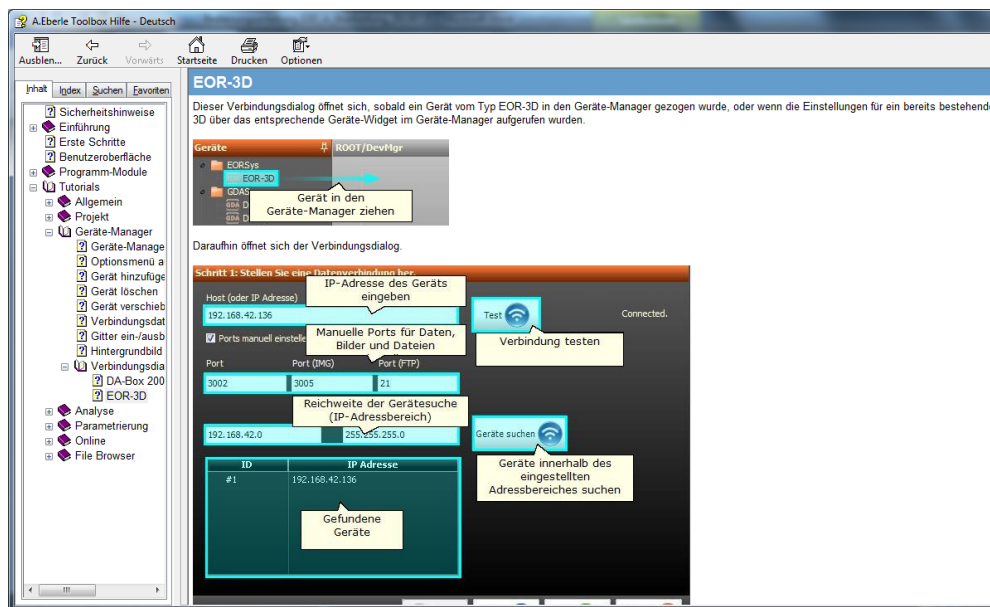 A.Eberle Toolbox Hilfe - Deutsch
Ausblen... Zurück Vorwärts Startseite Drucken Optionen
Inhalt Index Suchen Favoriten
Sicherheitshinweise
Einführung
Erste Schritte
Benutzeroberfläche
Programm-Module
Tutorials
Allgemein
Projekt
Geräte-Manager
Geräte-Manage
Optionsmenü a
Gerät hinzufüge
Gerät löschen
Gerät verschieb
Verbindungsdat
Gitter ein-/ausb
Hintergrundbild
Verbindungsdia
DA-Box 200
EOR-3D
Analyse
Parametrierung
Online
File Browser
EOR-3D
Dieser Verbindungsdialog öffnet sich, sobald ein Gerät vom Typ EOR-3D in den Geräte-Manager gezogen wurde, oder wenn die Einstellungen für ein bereits bestehend
3D über das entsprechende Geräte-Widget im Geräte-Manager aufgerufen wurden.
Geräte ROOT/DevMgr
EORSys
EOR-3D
GDAS
Gerät in den
Geräte-Manager ziehen
Daraufhin öffnet sich der Verbindungsdialog.
Schritt 1: Stellen Sie eine Datenverbindung her.
IP-Adresse des Geräts
eingeben
Host (oder IP Adresse)
192.168.42.136
Test
Connected.
Ports manuell einstelle
Manuelle Ports für Daten,
Bilder und Dateien
Verbindung testen
Port Port (IMG) Port (FTP)
3002 3005 21
Reichweite der Gerätesuche
(IP-Adressbereich)
192.168.42.0 255.255.255.0
Geräte suchen
Geräte innerhalb des
eingestellten
Adressbereiches suchen
ID IP Adresse
#1 192.168.42.136
Gefundene
Geräte